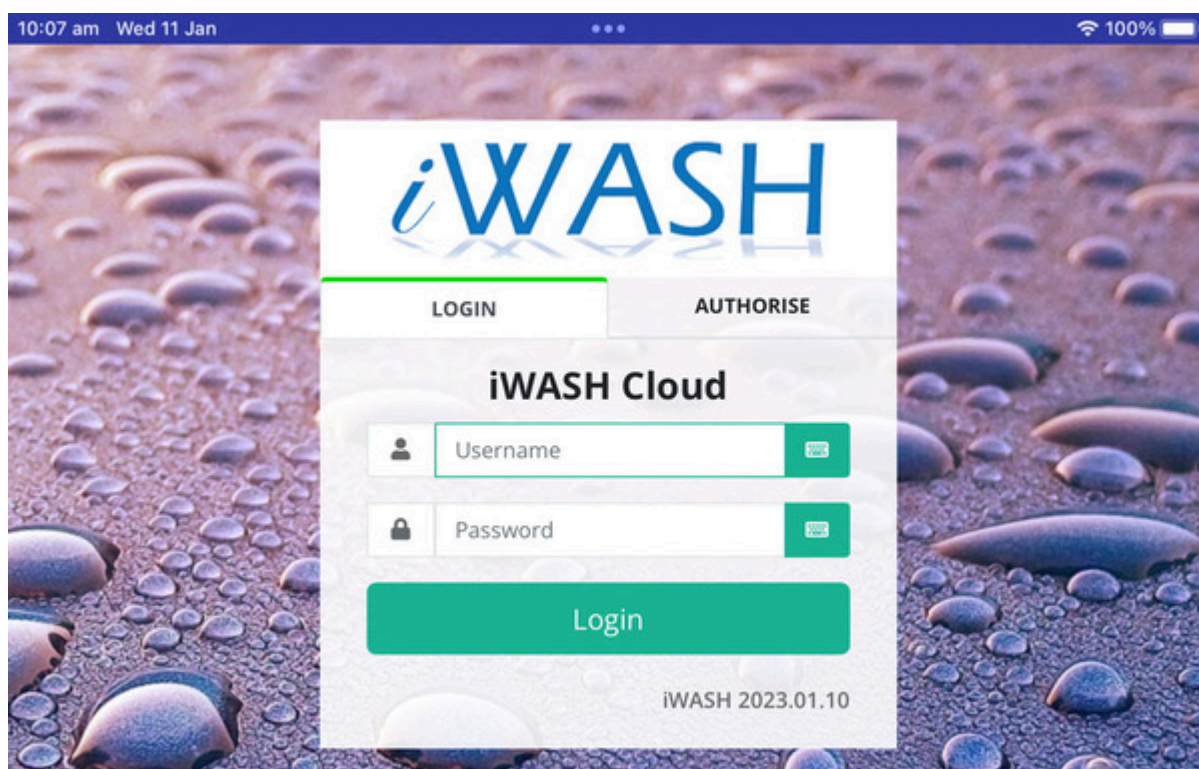 10:07 am Wed 11 Jan 100%
iWASH
LOGIN AUTHORISE
iWASH Cloud
Username
Password
Login
iWASH 2023.01.10